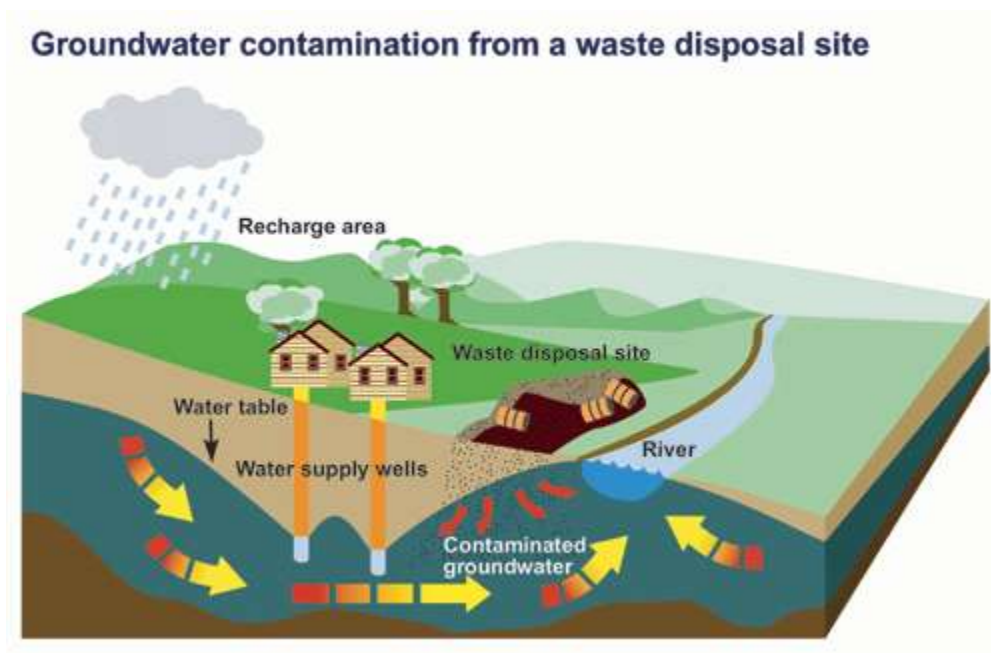 Groundwater contamination from a waste disposal site
Recharge area
Waste disposal site
Water table
River
Water supply wells
Contaminated
groundwater